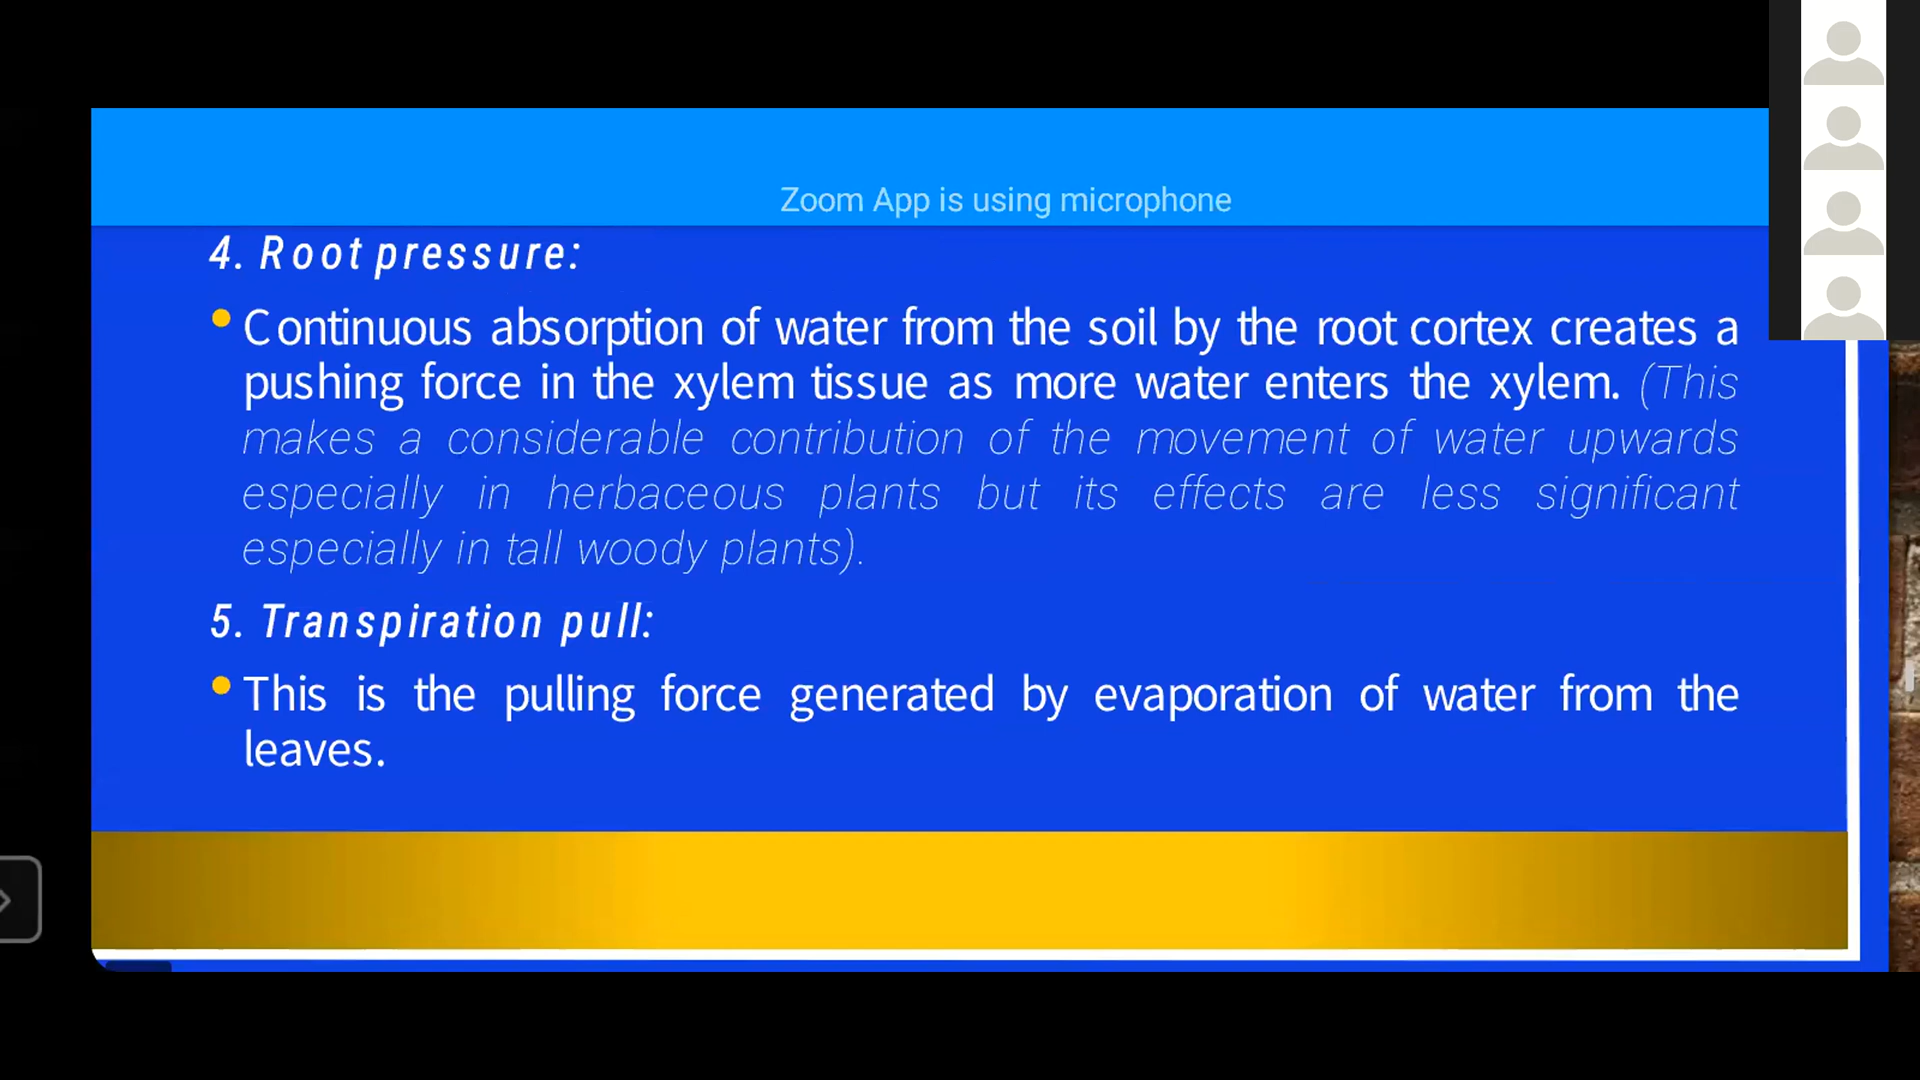 Zoom App is using microphone
4. Root pressure:
• Continuous absorption of water from the soil by the root cortex creates a
pushing force in the xylem tissue as more water enters the xylem. (This
makes a considerable contribution of the movement of water upwards
especially in herbaceous plants but its effects are less significant
especially in tall woody plants).
5. Transpiration pull:
• This is the pulling force generated by evaporation of water from the
leaves.